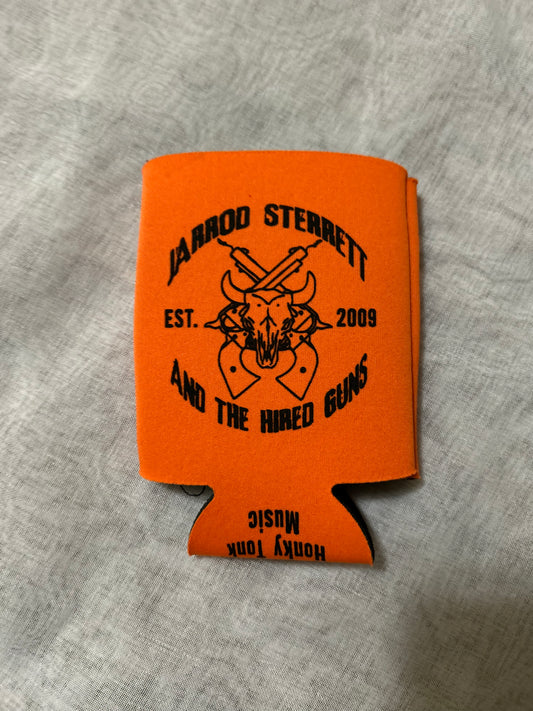 JARROD STERRETT
EST. 2009
AND THE HIRED GUNS
Honky Tonk
Music